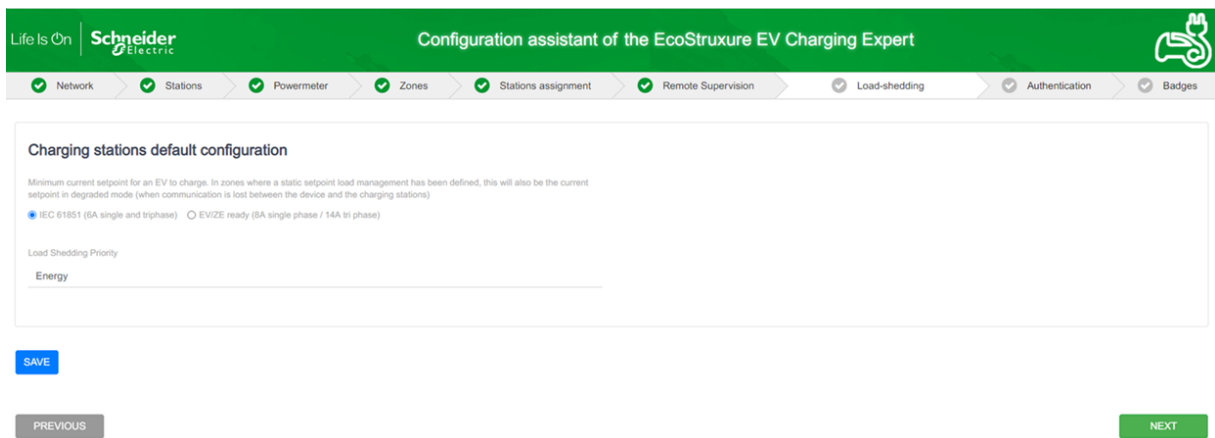 Life Is On
Schneider
Electric
Configuration assistant of the EcoStruxure EV Charging Expert
Network
Stations
Powermeter
Zones
Stations assignment
Remote Supervision
Load-shedding
Authentication
Badges
Charging stations default configuration
Minimum current setpoint for an EV to charge. In zones where a static setpoint load management has been defined, this will also be the current
setpoint in degraded mode (when communication is lost between the device and the charging stations)
IEC 61851 (6A single and triphase)
EV/ZE ready (8A single phase / 14A tri phase)
Load Shedding Priority
Energy
SAVE
PREVIOUS
NEXT